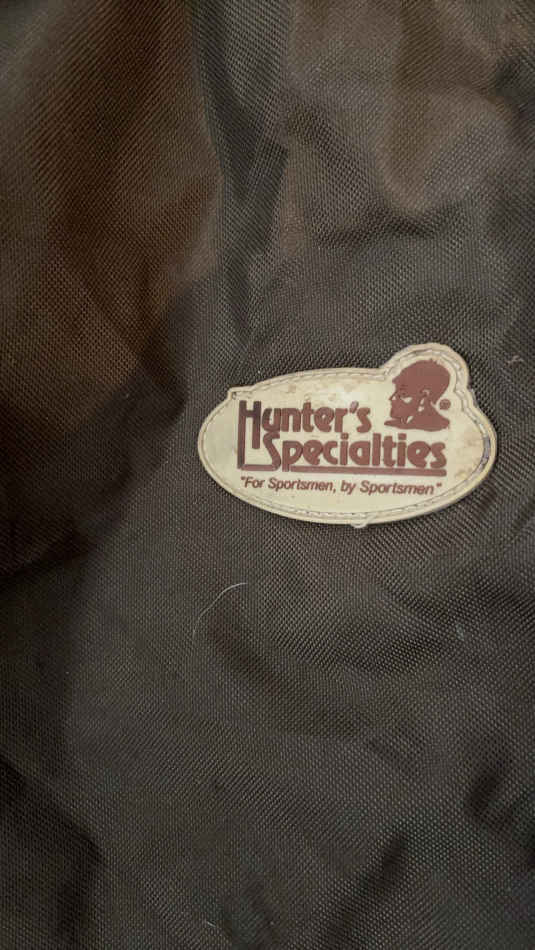 Hunter's
Specialties
"For Sportsmen, by Sportsmen"